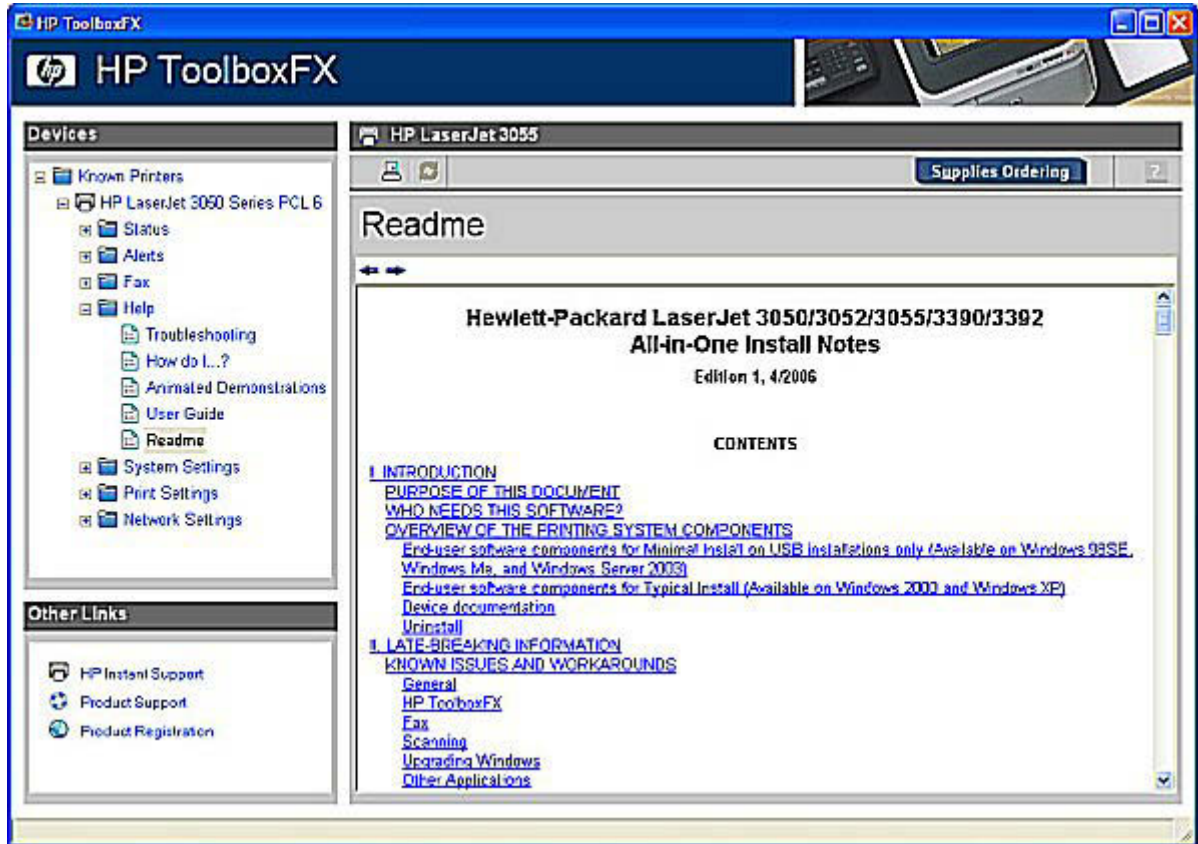 HP ToolboxFX
hp HP ToolboxFX
Devices
Known Printers
HP LaserJet 3050 Series PCL 6
Status
Alerts
Fax
Help
Troubleshooting
How do I...?
Animated Demonstrations
User Guide
Readme
System Settings
Print Settings
Network Settings
Other Links
HP Instant Support
Product Support
Product Registration
HP LaserJet 3055
Supplies Ordering
?
Readme
Hewlett-Packard LaserJet 3050/3052/3055/3390/3392
All-in-One Install Notes
Edition 1, 4/2006
CONTENTS
I. INTRODUCTION
PURPOSE OF THIS DOCUMENT
WHO NEEDS THIS SOFTWARE?
OVERVIEW OF THE PRINTING SYSTEM COMPONENTS
End-user software components for Minimal Install on USB installations only (Available on Windows 98SE,
Windows Me, and Windows Server 2003)
End-user software components for Typical Install (Available on Windows 2000 and Windows XP)
Device documentation
Uninstall
II. LATE-BREAKING INFORMATION
KNOWN ISSUES AND WORKAROUNDS
General
HP ToolboxFX
Fax
Scanning
Upgrading Windows
Other Applications